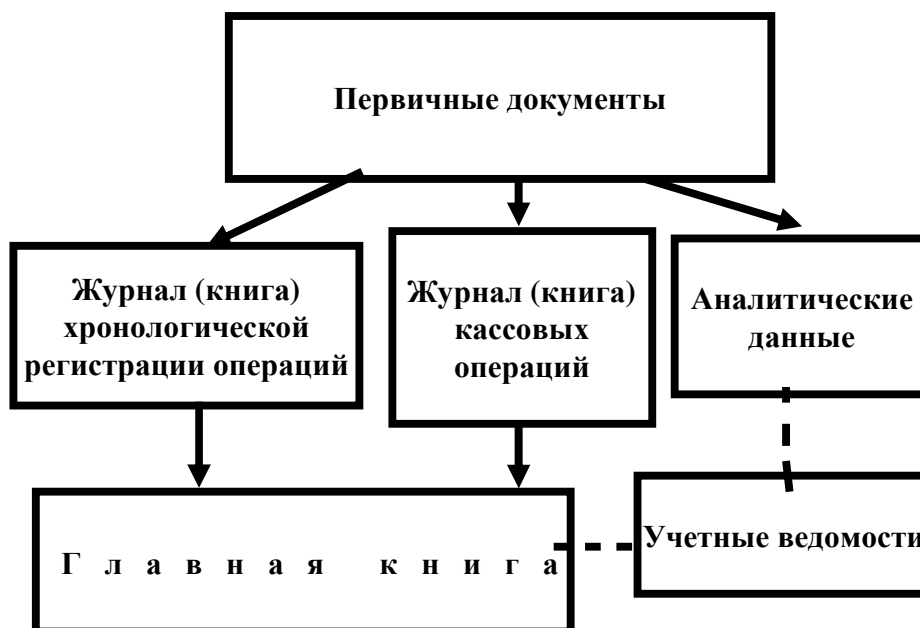 Первичные документы
Журнал (книга)
хронологической
регистрации операций
Журнал (книга)
кассовых
операций
Аналитические
данные
Учетные ведомости
Г л а в н а я к н и г а